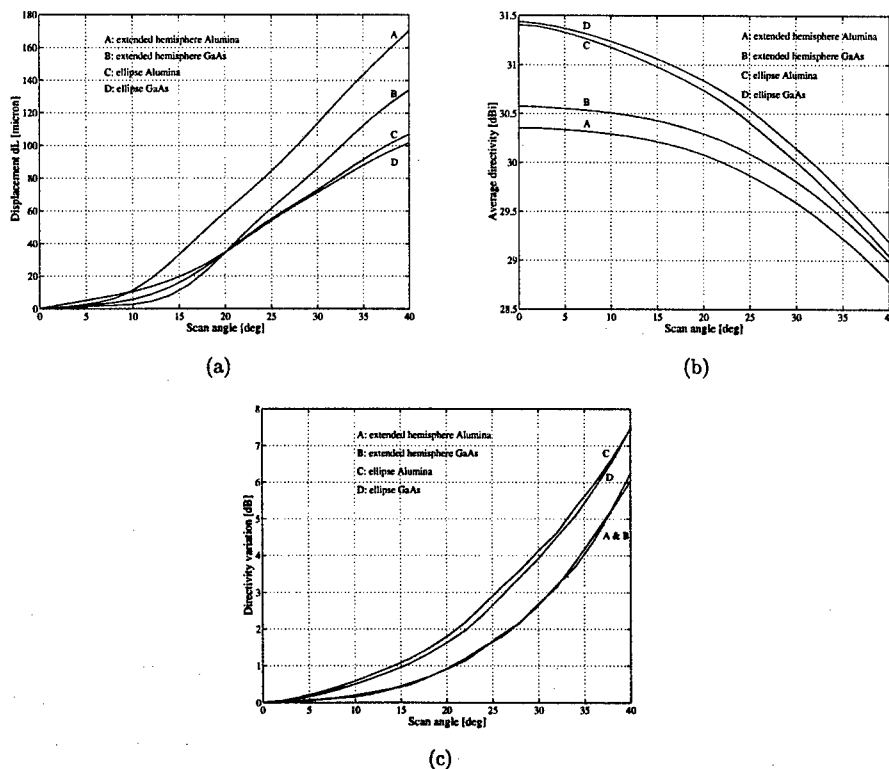 180
160
140
120
100
80
60
40
20
0
Displacement dL [micron]
A: extended hemisphere Alumina
B: extended hemisphere GaAs
C: ellipse Alumina
D: ellipse GaAs
A
B
C
D
0 5 10 15 20 25 30 35 40
Scan angle [deg]
(a)
31.5
31
30.5
30
29.5
29
28.5
Average directivity [dBi]
A: extended hemisphere Alumina
B: extended hemisphere GaAs
C: ellipse Alumina
D: ellipse GaAs
D
C
B
A
0 5 10 15 20 25 30 35 40
Scan angle [deg]
(b)
8
7
6
5
4
3
2
1
0
Directivity variation [dB]
A: extended hemisphere Alumina
B: extended hemisphere GaAs
C: ellipse Alumina
D: ellipse GaAs
C
D
A & B
0 5 10 15 20 25 30 35 40
Scan angle [deg]
(c)